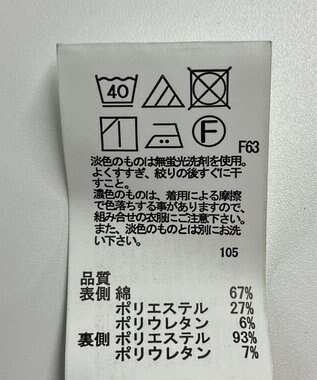 40
F
F63
淡色のものは無蛍光洗剤を使用。
よくすすぎ、絞りの後すぐに干
すこと。
濃色のものは、着用による摩擦
で色落ちする事がありますので、
組み合せの衣服にご注意下さい。
また、淡色のものとは別にお洗
い下さい。
105
品質
表側 綿 67%
ポリエステル 27%
ポリウレタン 6%
裏側 ポリエステル 93%
ポリウレタン 7%